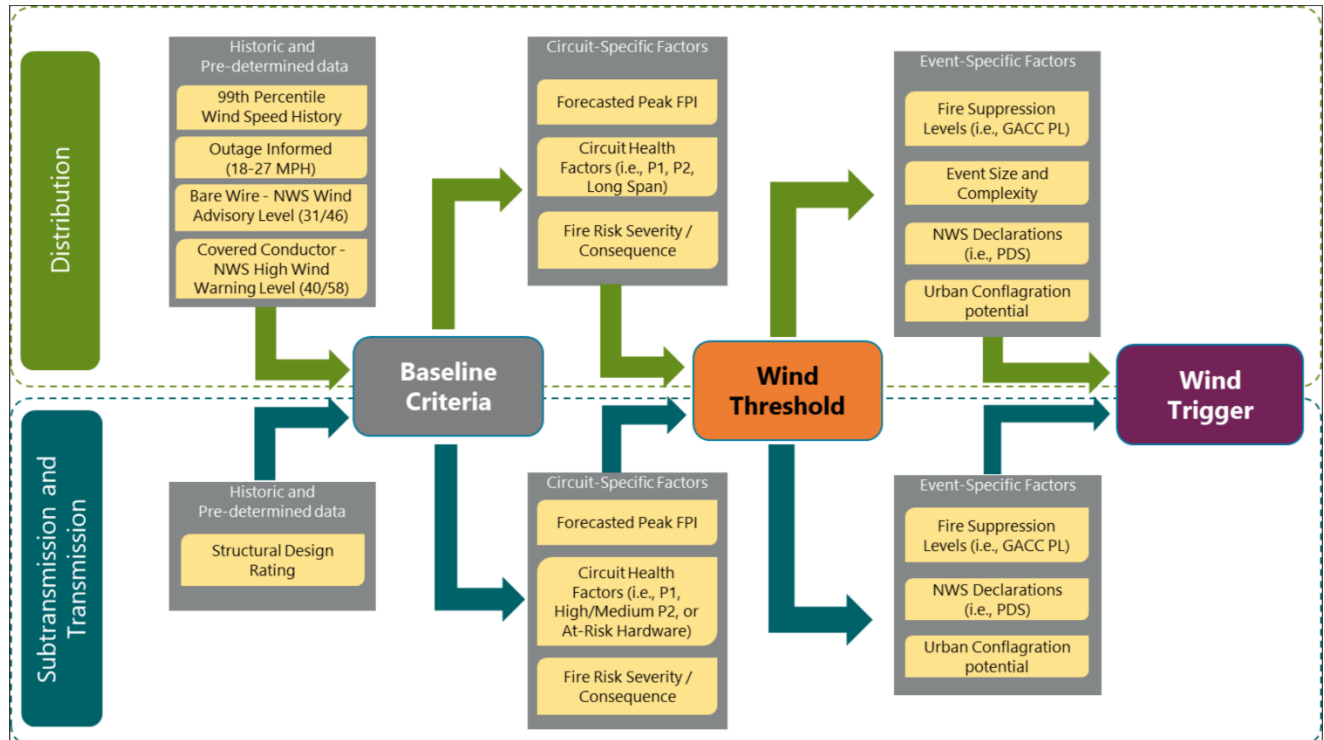 Distribution
Historic and
Pre-determined data
99th Percentile
Wind Speed History
Outage Informed
(18-27 MPH)
Bare Wire - NWS Wind
Advisory Level (31/46)
Covered Conductor -
NWS High Wind
Warning Level (40/58)
Circuit-Specific Factors
Forecasted Peak FPI
Circuit Health
Factors (i.e., P1, P2,
Long Span)
Fire Risk Severity /
Consequence
Event-Specific Factors
Fire Suppression
Levels (i.e., GACC PL)
Event Size and
Complexity
NWS Declarations
(i.e., PDS)
Urban Conflagration
potential
Baseline
Criteria
Wind
Threshold
Wind
Trigger
Subtransmission and
Transmission
Historic and
Pre-determined data
Structural Design
Rating
Circuit-Specific Factors
Forecasted Peak FPI
Circuit Health
Factors (i.e., P1,
High/Medium P2, or
At-Risk Hardware)
Fire Risk Severity /
Consequence
Event-Specific Factors
Fire Suppression
Levels (i.e., GACC PL)
NWS Declarations
(i.e., PDS)
Urban Conflagration
potential